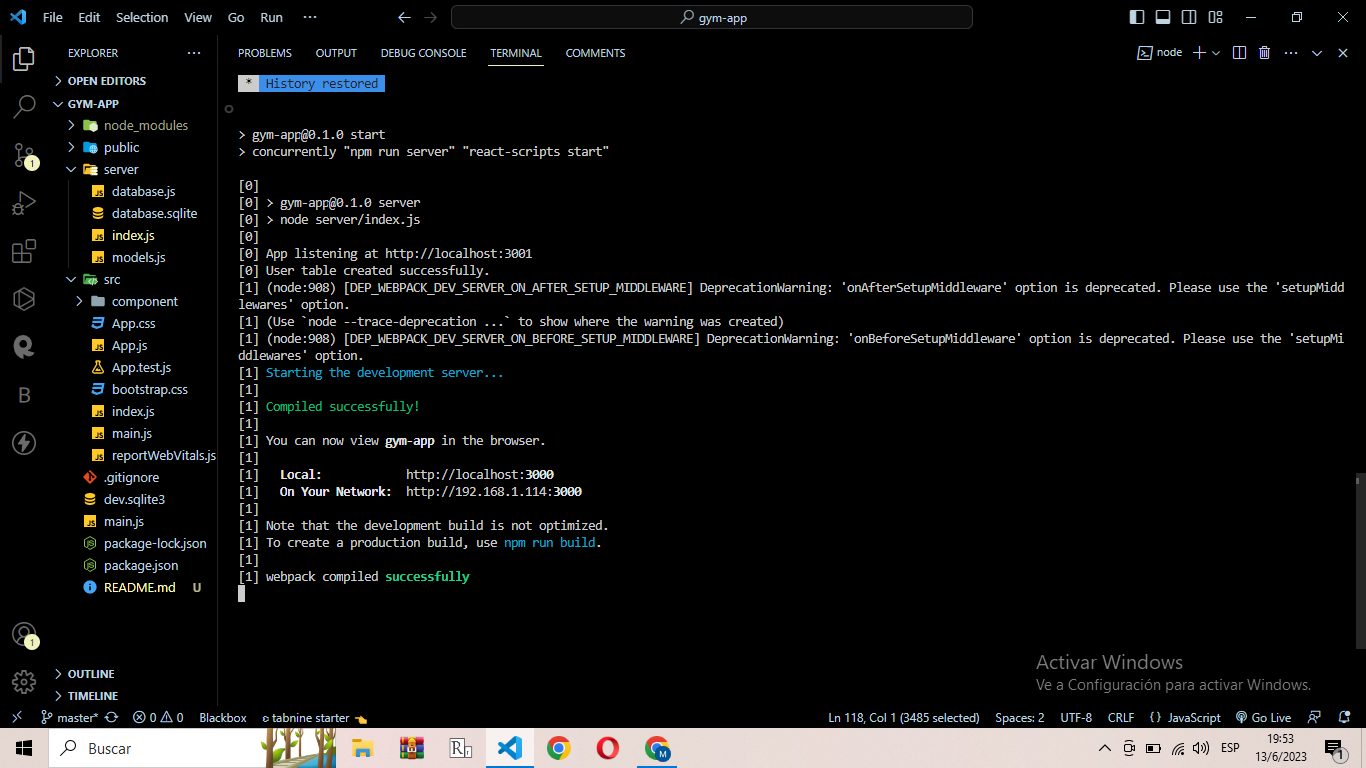 File Edit Selection View Go Run ··· gym-app
EXPLORER ···
OPEN EDITORS
GYM-APP
node_modules
public
server
database.js
database.sqlite
index.js
models.js
src
component
App.css
App.js
App.test.js
bootstrap.css
index.js
main.js
reportWebVitals.js
.gitignore
dev.sqlite3
main.js
package-lock.json
package.json
README.md U
OUTLINE
TIMELINE
1
B
1
PROBLEMS OUTPUT DEBUG CONSOLE TERMINAL COMMENTS node
* History restored
> gym-app@0.1.0 start
> concurrently "npm run server" "react-scripts start"
[0]
[0] > gym-app@0.1.0 server
[0] > node server/index.js
[0]
[0] App listening at http://localhost:3001
[0] User table created successfully.
[1] (node:908) [DEP_WEBPACK_DEV_SERVER_ON_AFTER_SETUP_MIDDLEWARE] DeprecationWarning: 'onAfterSetupMiddleware' option is deprecated. Please use the 'setupMidd
lewares' option.
[1] (Use `node --trace-deprecation ...` to show where the warning was created)
[1] (node:908) [DEP_WEBPACK_DEV_SERVER_ON_BEFORE_SETUP_MIDDLEWARE] DeprecationWarning: 'onBeforeSetupMiddleware' option is deprecated. Please use the 'setupMi
ddlewares' option.
[1] Starting the development server...
[1]
[1] Compiled successfully!
[1]
[1] You can now view gym-app in the browser.
[1]
[1] Local: http://localhost:3000
[1] On Your Network: http://192.168.1.114:3000
[1]
[1] Note that the development build is not optimized.
[1] To create a production build, use npm run build.
[1]
[1] webpack compiled successfully
Activar Windows
Ve a Configuración para activar Windows.
master* 0 0 Blackbox tabnine starter Ln 118, Col 1 (3485 selected) Spaces: 2 UTF-8 CRLF {} JavaScript Go Live
Buscar ESP 19:53
13/6/2023 1